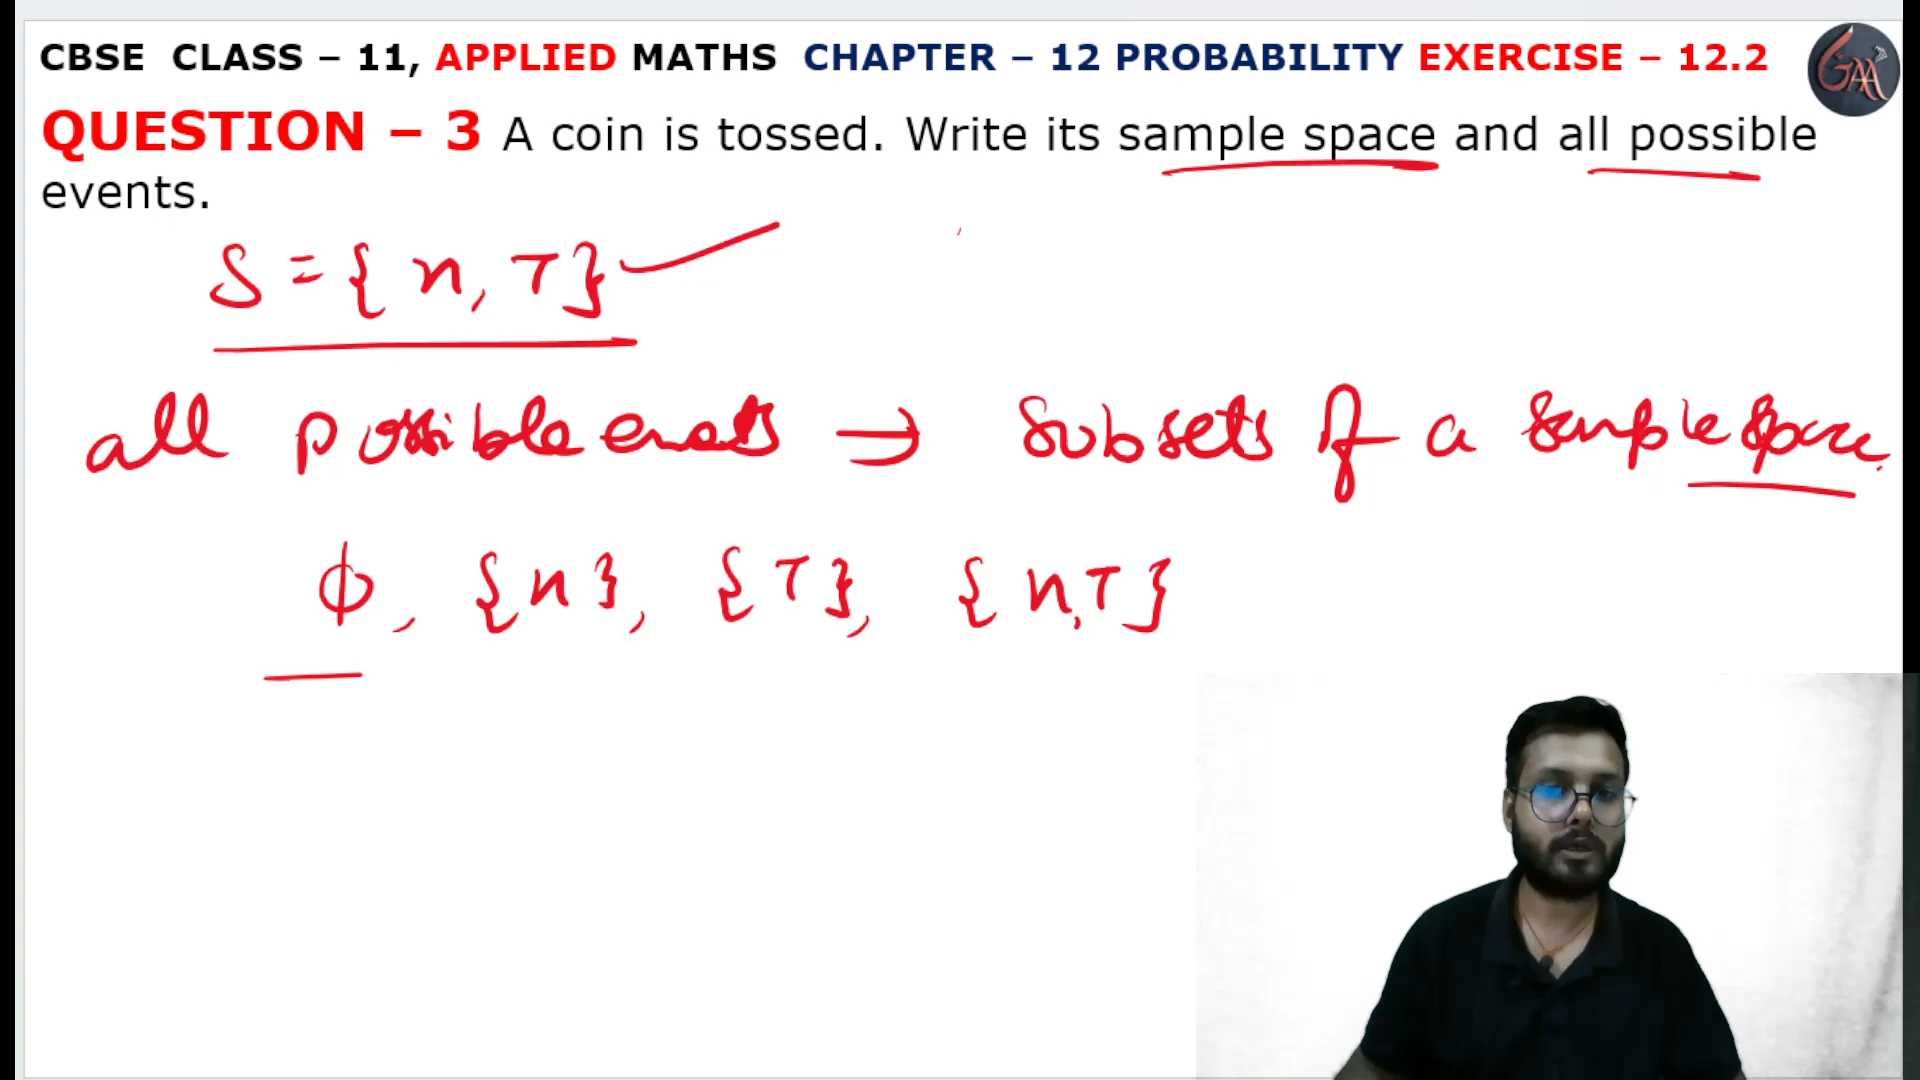 CBSE CLASS – 11, APPLIED MATHS CHAPTER – 12 PROBABILITY EXERCISE – 12.2
GAA
QUESTION – 3 A coin is tossed. Write its sample space and all possible
events.
S = { H, T }
all possible events → Subsets of a sample space.
ϕ, { H }, { T }, { H, T }